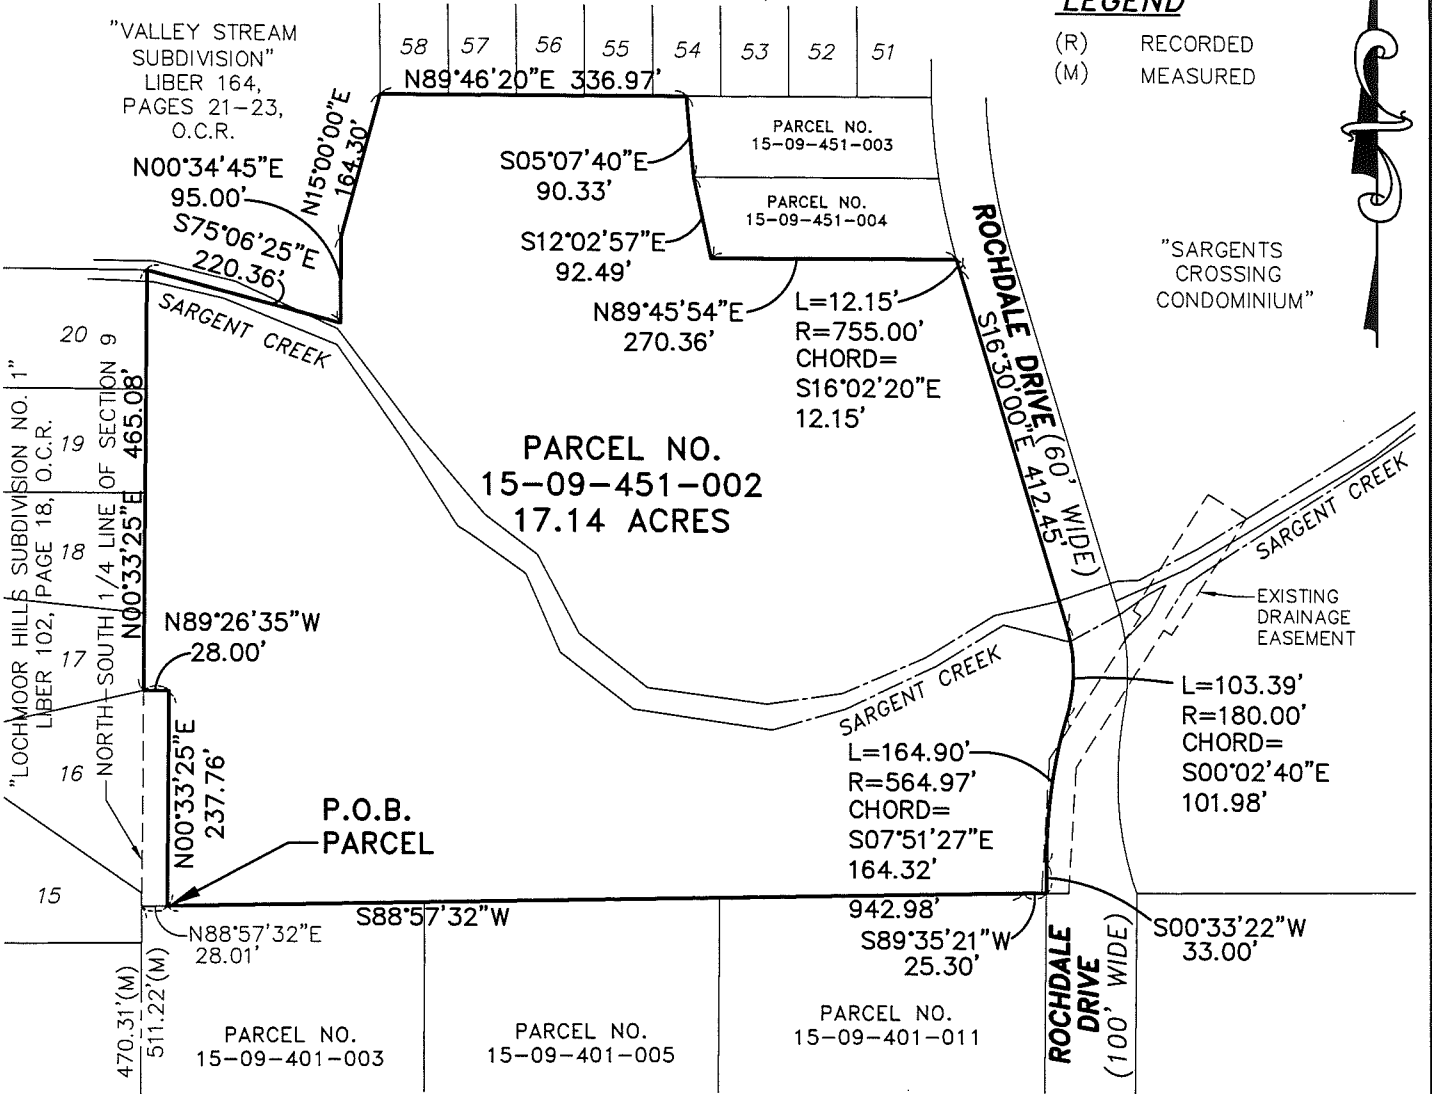 "VALLEY STREAM
SUBDIVISION"
LIBER 164,
PAGES 21-23,
O.C.R.
58 57 56 55 54 53 52 51
N89°46'20"E 336.97'
LEGEND
(R) RECORDED
(M) MEASURED
N15°00'00"E
164.30'
N00°34'45"E
95.00'
S75°06'25"E
220.36'
S05°07'40"E
90.33'
S12°02'57"E
92.49'
N89°45'54"E
270.36'
PARCEL NO.
15-09-451-003
PARCEL NO.
15-09-451-004
L=12.15'
R=755.00'
CHORD=
S16°02'20"E
12.15'
ROCHDALE DRIVE (60' WIDE)
S16°30'00"E 412.45'
"SARGENTS
CROSSING
CONDOMINIUM"
SARGENT CREEK
PARCEL NO.
15-09-451-002
17.14 ACRES
"LOCHMOOR HILLS SUBDIVISION NO. 1"
LIBER 102, PAGE 18, O.C.R.
20
19
18
17
16
15
NORTH-SOUTH 1/4 LINE OF SECTION 9
N00°33'25"E 465.08'
N89°26'35"W
28.00'
N00°33'25"E
237.76'
P.O.B.
PARCEL
SARGENT CREEK
SARGENT CREEK
EXISTING
DRAINAGE
EASEMENT
L=103.39'
R=180.00'
CHORD=
S00°02'40"E
101.98'
L=164.90'
R=564.97'
CHORD=
S07°51'27"E
164.32'
S88°57'32"W
942.98'
S89°35'21"W
25.30'
S00°33'22"W
33.00'
N88°57'32"E
28.01'
470.31'(M)
511.22'(M)
PARCEL NO.
15-09-401-003
PARCEL NO.
15-09-401-005
PARCEL NO.
15-09-401-011
ROCHDALE
DRIVE
(100' WIDE)